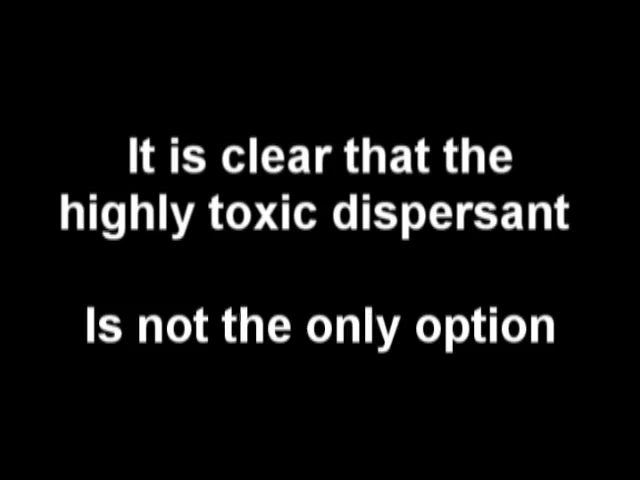 It is clear that the
highly toxic dispersant
Is not the only option